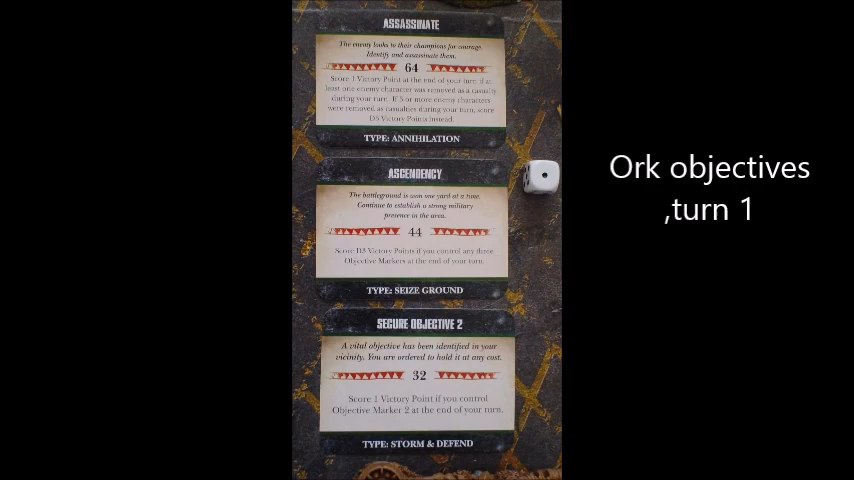 ASSASSINATE
The enemy looks to their champions for courage.
Identify and assassinate them.
64
Score 1 Victory Point at the end of your turn if at
least one enemy character was removed as a casualty
during your turn. If 3 or more enemy characters
were removed as casualties during your turn, score
D3 Victory Points instead.
TYPE: ANNIHILATION
ASCENDENCY
The battleground is won one yard at a time.
Continue to establish a strong military
presence in the area.
44
Score D3 Victory Points if you control any three
Objective Markers at the end of your turn.
TYPE: SEIZE GROUND
SECURE OBJECTIVE 2
A vital objective has been identified in your
vicinity. You are ordered to hold it at any cost.
32
Score 1 Victory Point if you control
Objective Marker 2 at the end of your turn.
TYPE: STORM & DEFEND
Ork objectives
,turn 1